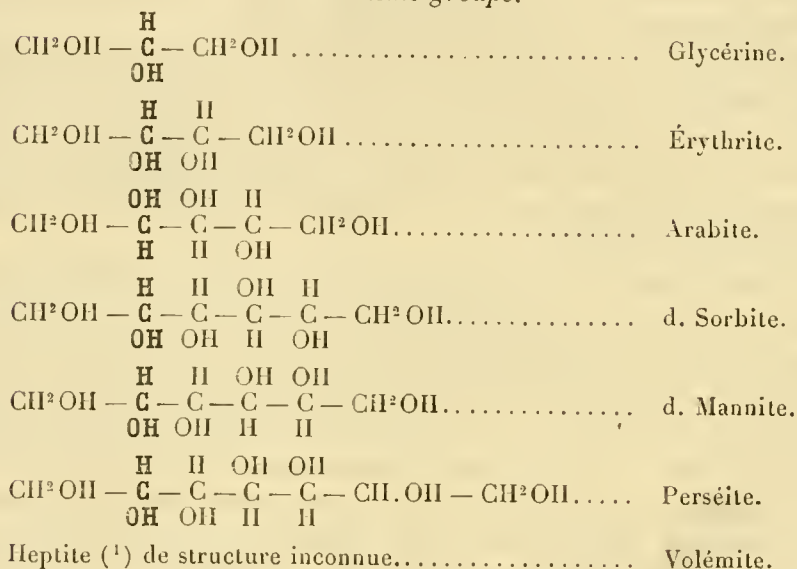 groupe.
H
CH²OH — C — CH²OH .......................... Glycérine.
OH
H H
CH²OH — C — C — CH²OH ...................... Érythrite.
OH OH
OH OH H
CH²OH — C — C — C — CH²OH................... Arabite.
H H OH
H H OH H
CH²OH — C — C — C — C — CH²OH.............. d. Sorbite.
OH OH H OH
H H OH OH
CH²OH — C — C — C — C — CH²OH.............. d. Mannite.
OH OH H H
H H OH OH
CH²OH — C — C — C — C — CH.OH — CH²OH..... Perséite.
OH OH H H
Heptite (¹) de structure inconnue................... Volémite.